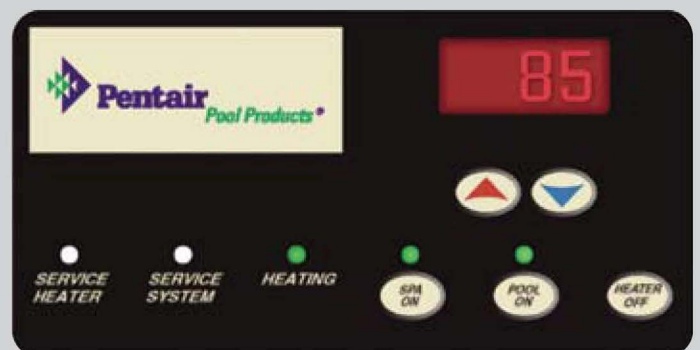 Pentair
Pool Products®
85
SERVICE
HEATER
SERVICE
SYSTEM
HEATING
SPA
ON
POOL
ON
HEATER
OFF